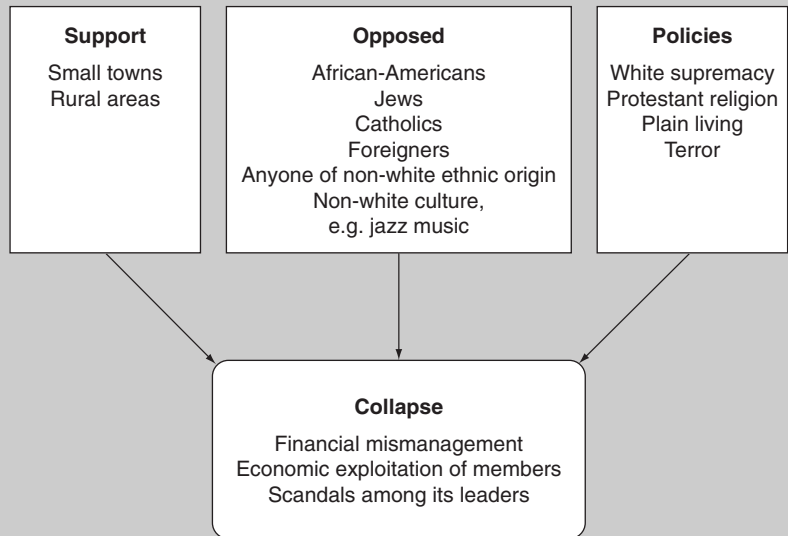 Support
Small towns
Rural areas
Opposed
African-Americans
Jews
Catholics
Foreigners
Anyone of non-white ethnic origin
Non-white culture,
e.g. jazz music
Policies
White supremacy
Protestant religion
Plain living
Terror
Collapse
Financial mismanagement
Economic exploitation of members
Scandals among its leaders